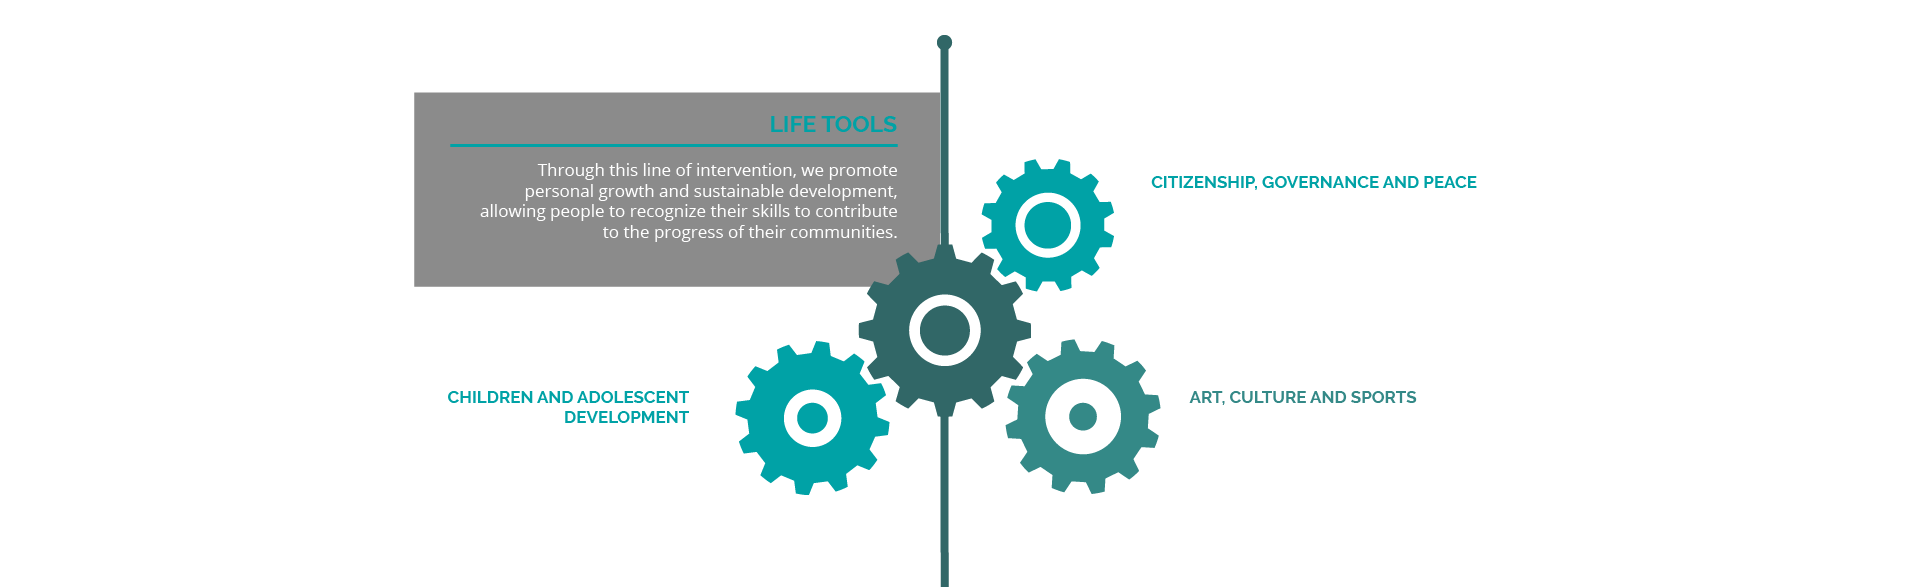 LIFE TOOLS
Through this line of intervention, we promote
personal growth and sustainable development,
allowing people to recognize their skills to contribute
to the progress of their communities.
CITIZENSHIP, GOVERNANCE AND PEACE
CHILDREN AND ADOLESCENT
DEVELOPMENT
ART, CULTURE AND SPORTS